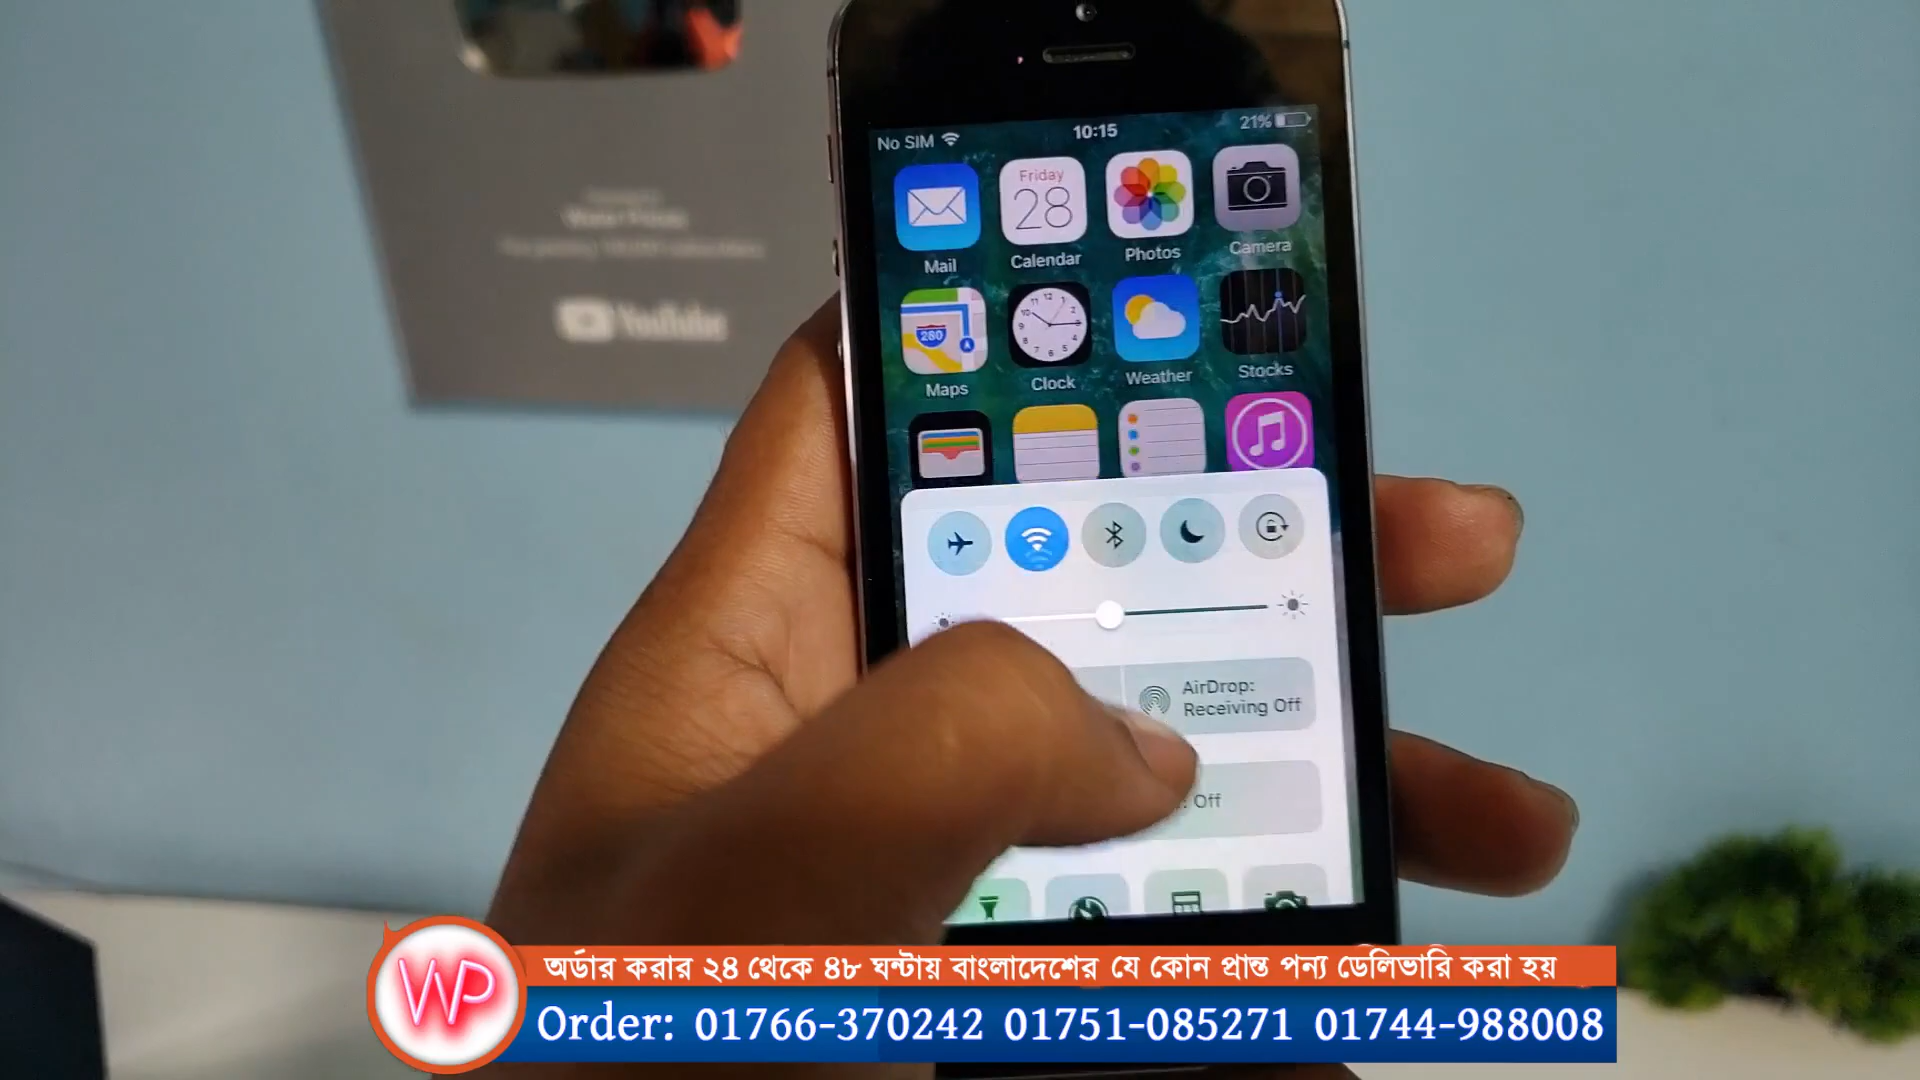 No SIM
10:15
21%
Friday
28
Mail
Calendar
Photos
Camera
280
Maps
Clock
Weather
Stocks
AirDrop:
Receiving Off
: Off
YouTube
WP
অর্ডার করার ২৪ থেকে ৪৮ ঘন্টায় বাংলাদেশের যে কোন প্রান্ত পন্য ডেলিভারি করা হয়
Order: 01766-370242 01751-085271 01744-988008